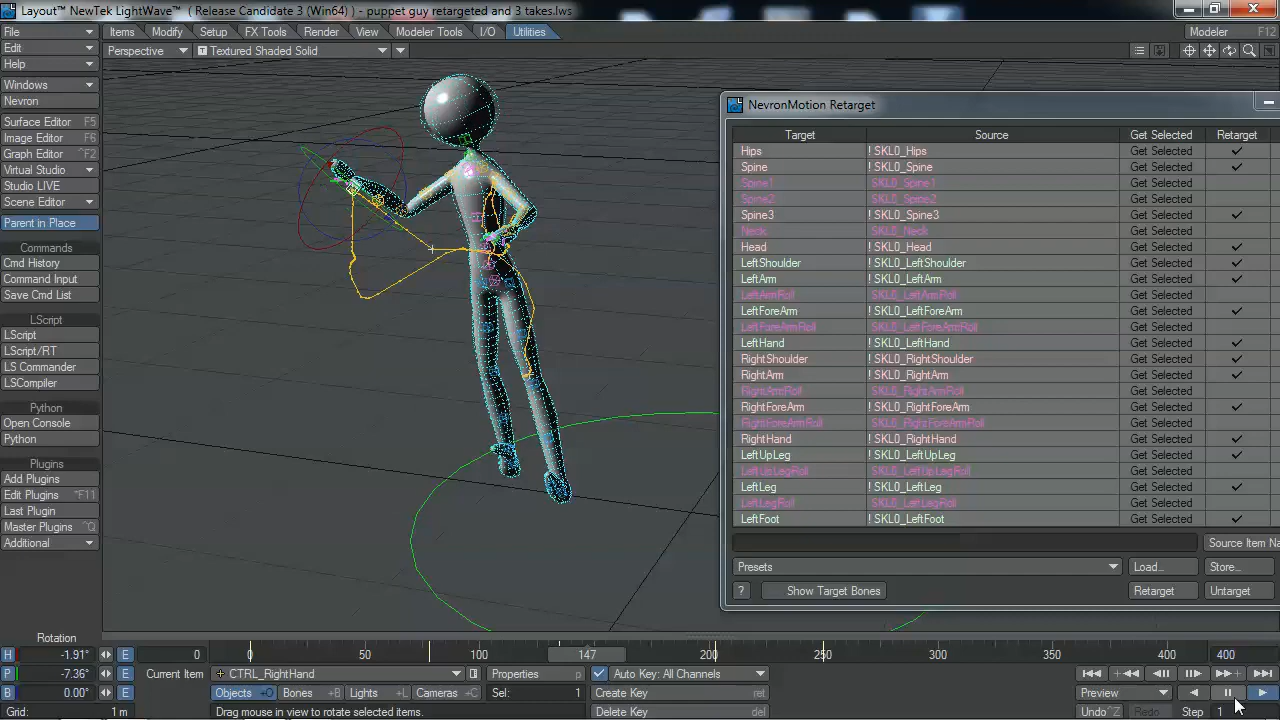 Layout™ NewTek LightWave™ ( Release Candidate 3 (Win64) ) - puppet guy retargeted and 3 takes.lws
File Items Modify Setup FX Tools Render View Modeler Tools I/O Utilities Modeler F12
Edit
Perspective Textured Shaded Solid
Help
Windows
Nevron
Surface Editor F5
Image Editor F6
Graph Editor ^F2
Virtual Studio
Studio LIVE
Scene Editor
Parent in Place
Commands
Cmd History
Command Input
Save Cmd List
LScript
LScript
LScript/RT
LS Commander
LSCompiler
Python
Open Console
Python
Plugins
Add Plugins
Edit Plugins ^F11
Last Plugin
Master Plugins ^Q
Additional
NevronMotion Retarget
Target Source Get Selected Retarget
Hips ! SKL0_Hips Get Selected
Spine ! SKL0_Spine Get Selected
Spine1 SKL0_Spine1 Get Selected
Spine2 SKL0_Spine2 Get Selected
Spine3 ! SKL0_Spine3 Get Selected
Neck SKL0_Neck Get Selected
Head ! SKL0_Head Get Selected
LeftShoulder ! SKL0_LeftShoulder Get Selected
LeftArm ! SKL0_LeftArm Get Selected
LeftArmRoll SKL0_LeftArmRoll Get Selected
LeftForeArm ! SKL0_LeftForeArm Get Selected
LeftForeArmRoll SKL0_LeftForeArmRoll Get Selected
LeftHand ! SKL0_LeftHand Get Selected
RightShoulder ! SKL0_RightShoulder Get Selected
RightArm ! SKL0_RightArm Get Selected
RightArmRoll SKL0_RightArmRoll Get Selected
RightForeArm ! SKL0_RightForeArm Get Selected
RightForeArmRoll SKL0_RightForeArmRoll Get Selected
RightHand ! SKL0_RightHand Get Selected
LeftUpLeg ! SKL0_LeftUpLeg Get Selected
LeftUpLegRoll SKL0_LeftUpLegRoll Get Selected
LeftLeg ! SKL0_LeftLeg Get Selected
LeftLegRoll SKL0_LeftLegRoll Get Selected
LeftFoot ! SKL0_LeftFoot Get Selected
Source Item Na
Presets Load... Store...
? Show Target Bones Retarget Untarget
Rotation
H -1.91° E 0 0 50 100 147 200 250 300 350 400 400
P -7.36° E Current Item CTRL_RightHand Properties p Auto Key: All Channels
B 0.00° E Objects +O Bones +B Lights +L Cameras +C Sel: 1 Create Key ret Preview
Grid: 1 m Drag mouse in view to rotate selected items. Delete Key del Undo^Z Redo Step 1